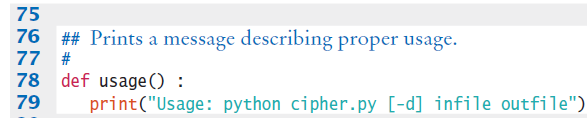 75
76 ## Prints a message describing proper usage.
77 #
78 def usage() :
79 print("Usage: python cipher.py [-d] infile outfile")